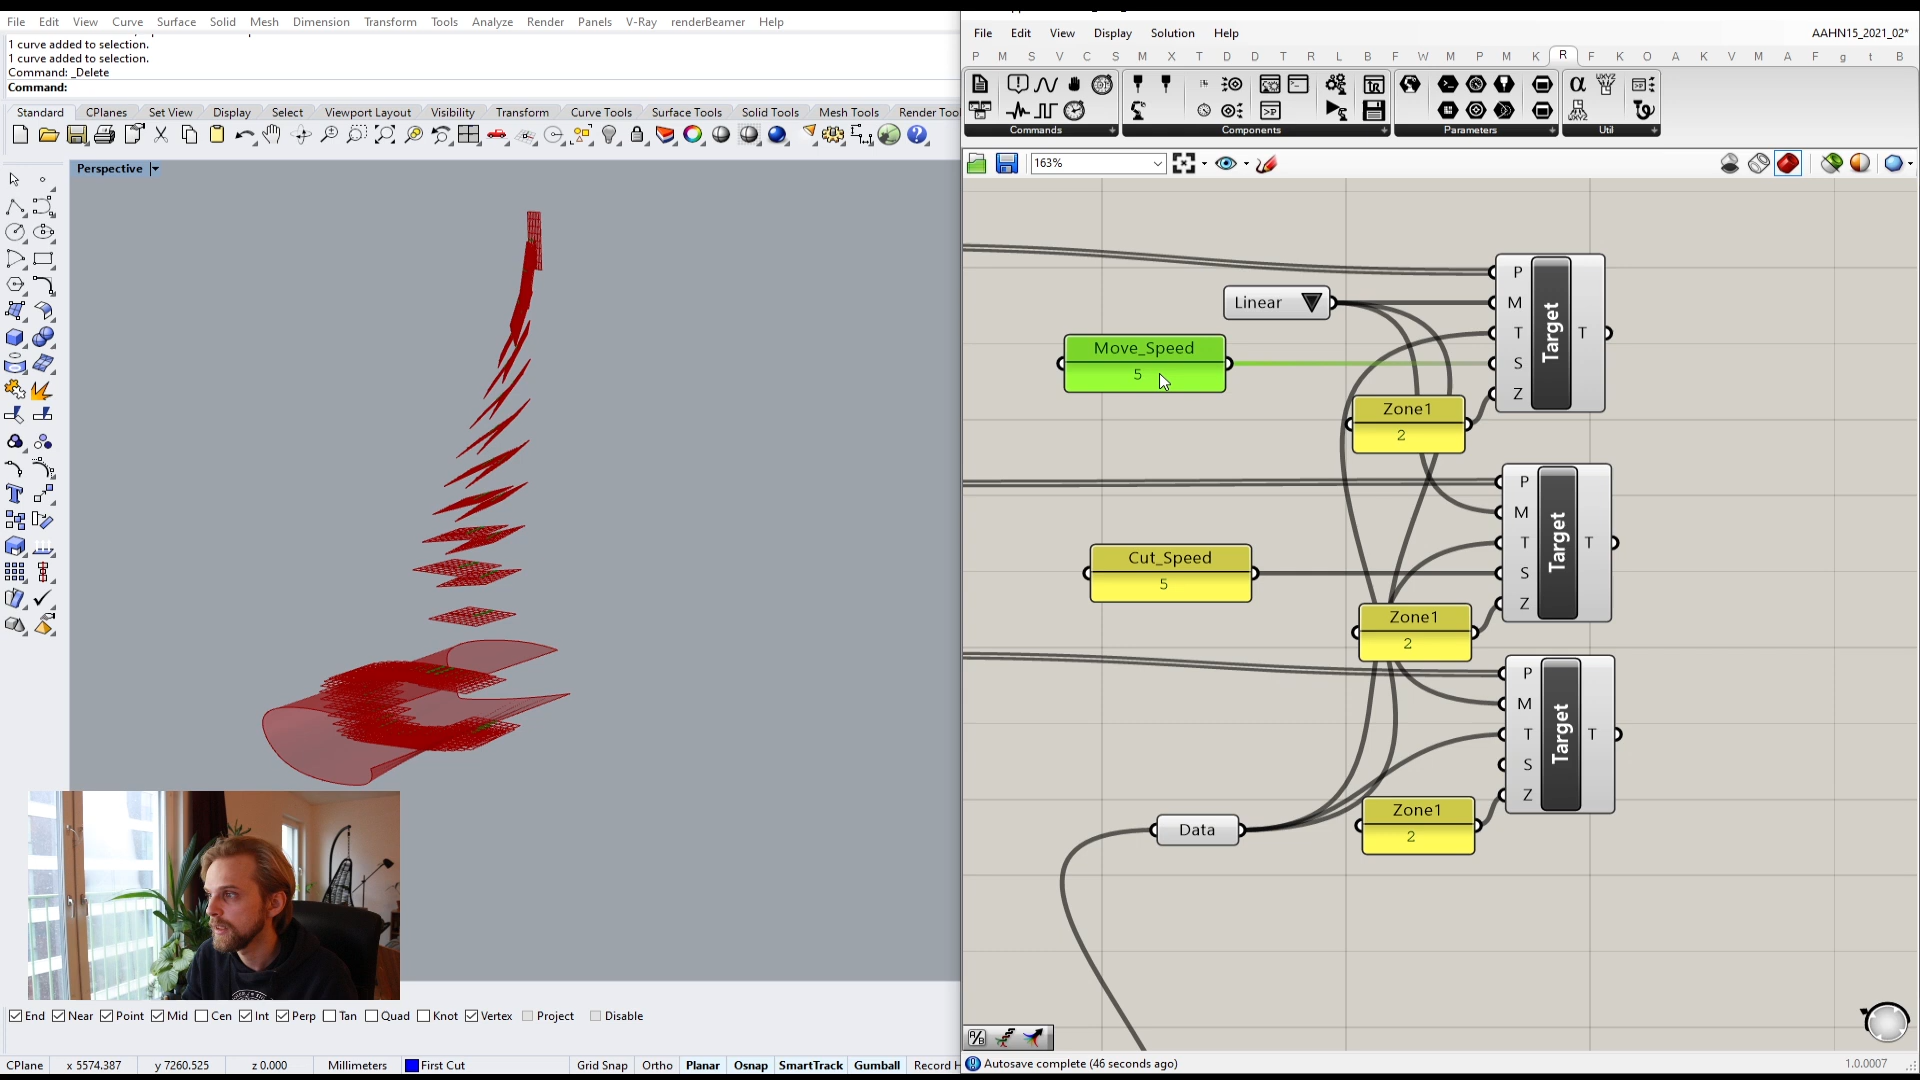 File Edit View Curve Surface Solid Mesh Dimension Transform Tools Analyze Render Panels V-Ray renderBeamer Help
1 curve added to selection.
1 curve added to selection.
Command: _Delete
Command:
Standard CPlanes Set View Display Select Viewport Layout Visibility Transform Curve Tools Surface Tools Solid Tools Mesh Tools Render Too
Perspective
File Edit View Display Solution Help
AAHN15_2021_02*
P M S V C S M X T D D T R L B F W M P M K R F K O A K V M A F g t B
Commands
Components
Parameters
Util
163%
Linear
Move_Speed
5
P
M
T
S
Z
Target
T
Zone1
2
Cut_Speed
5
P
M
T
S
Z
Target
T
Zone1
2
P
M
T
S
Z
Target
T
Zone1
2
Data
End Near Point Mid Cen Int Perp Tan Quad Knot Vertex Project Disable
CPlane x 5574.387 y 7260.525 z 0.000 Millimeters First Cut Grid Snap Ortho Planar Osnap SmartTrack Gumball Record H
Autosave complete (46 seconds ago)
1.0.0007